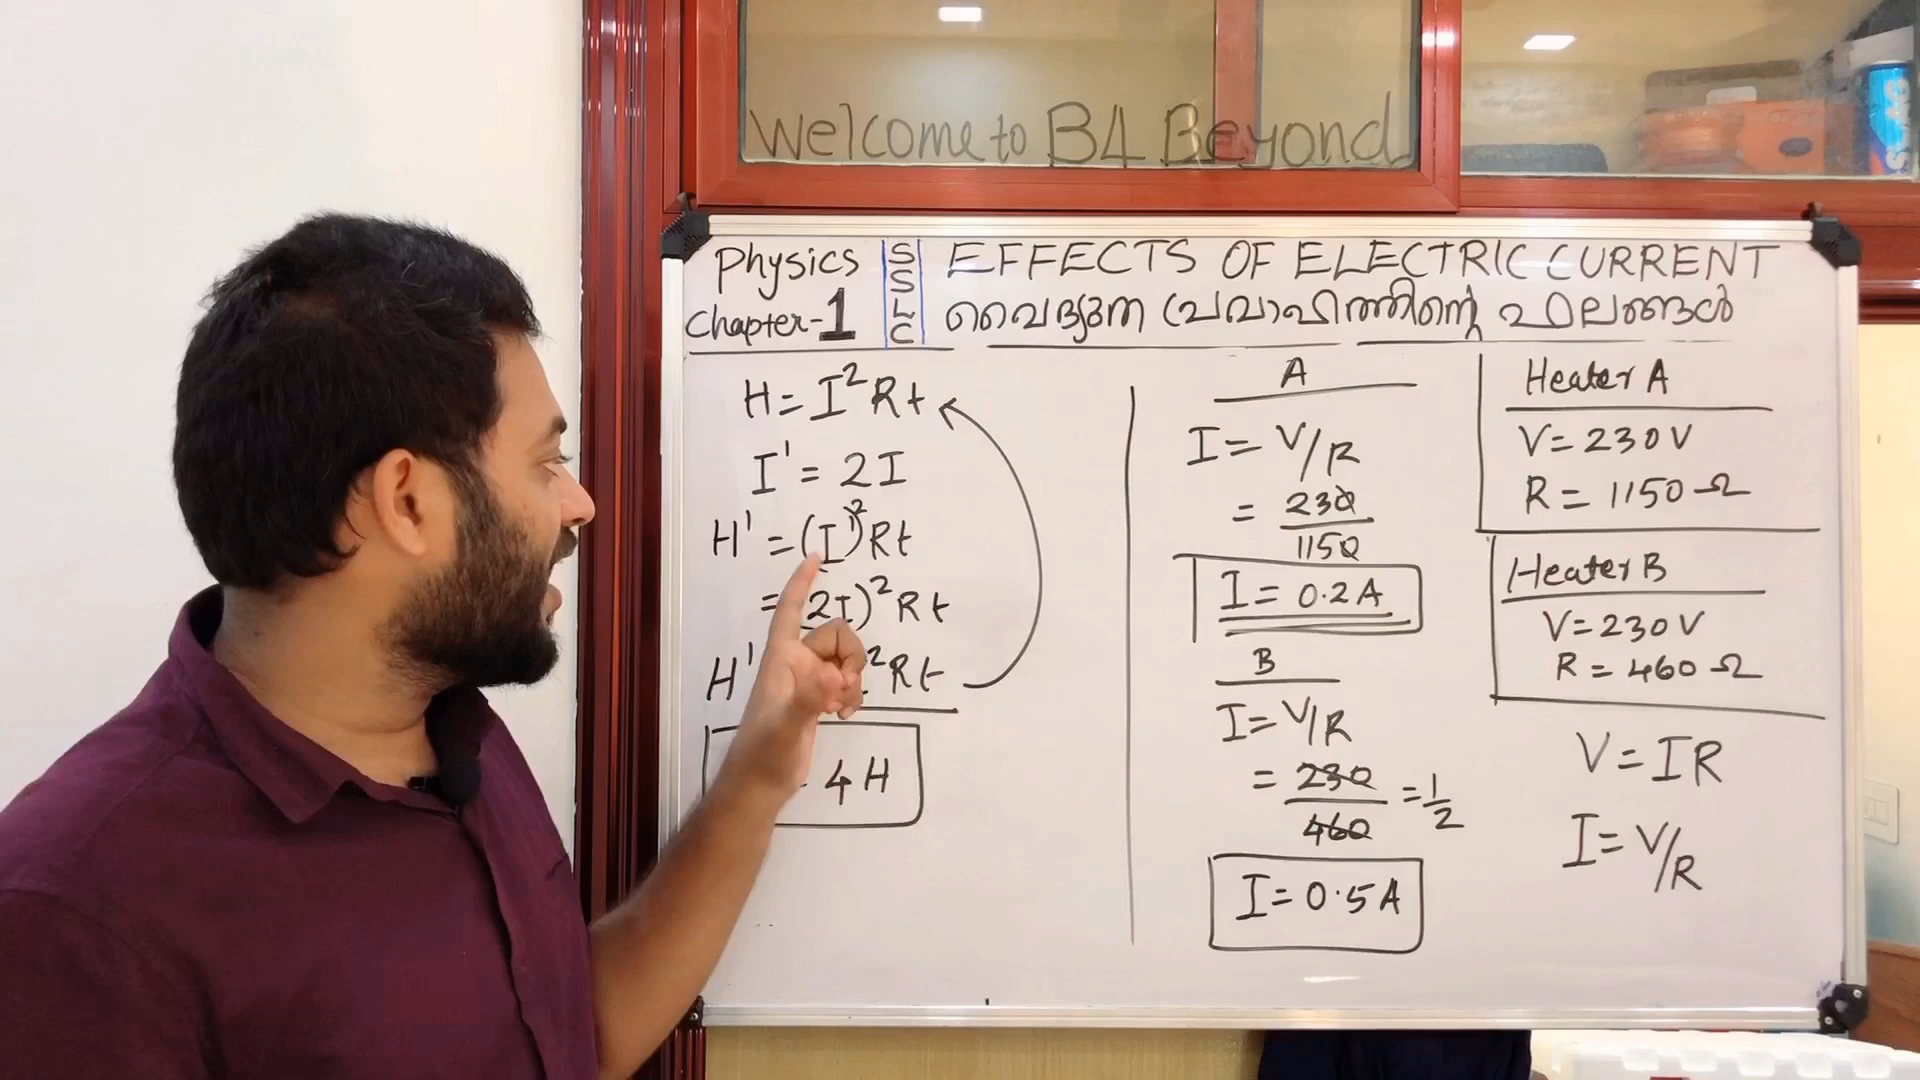 Welcome to B4 Beyond
Physics
Chapter-1
SSLC
EFFECTS OF ELECTRIC CURRENT
വൈദ്യുത പ്രവാഹത്തിന്റെ ഫലങ്ങൾ
H = I²Rt
I' = 2I
H' = (I')²Rt
= 2I)²Rt
H' ²Rt
4H
A
I = V/R
= 230/1150
I = 0.2A
B
I = V/R
= 230/460 = 1/2
I = 0.5A
Heater A
V = 230V
R = 1150 Ω
Heater B
V = 230V
R = 460 Ω
V = IR
I = V/R